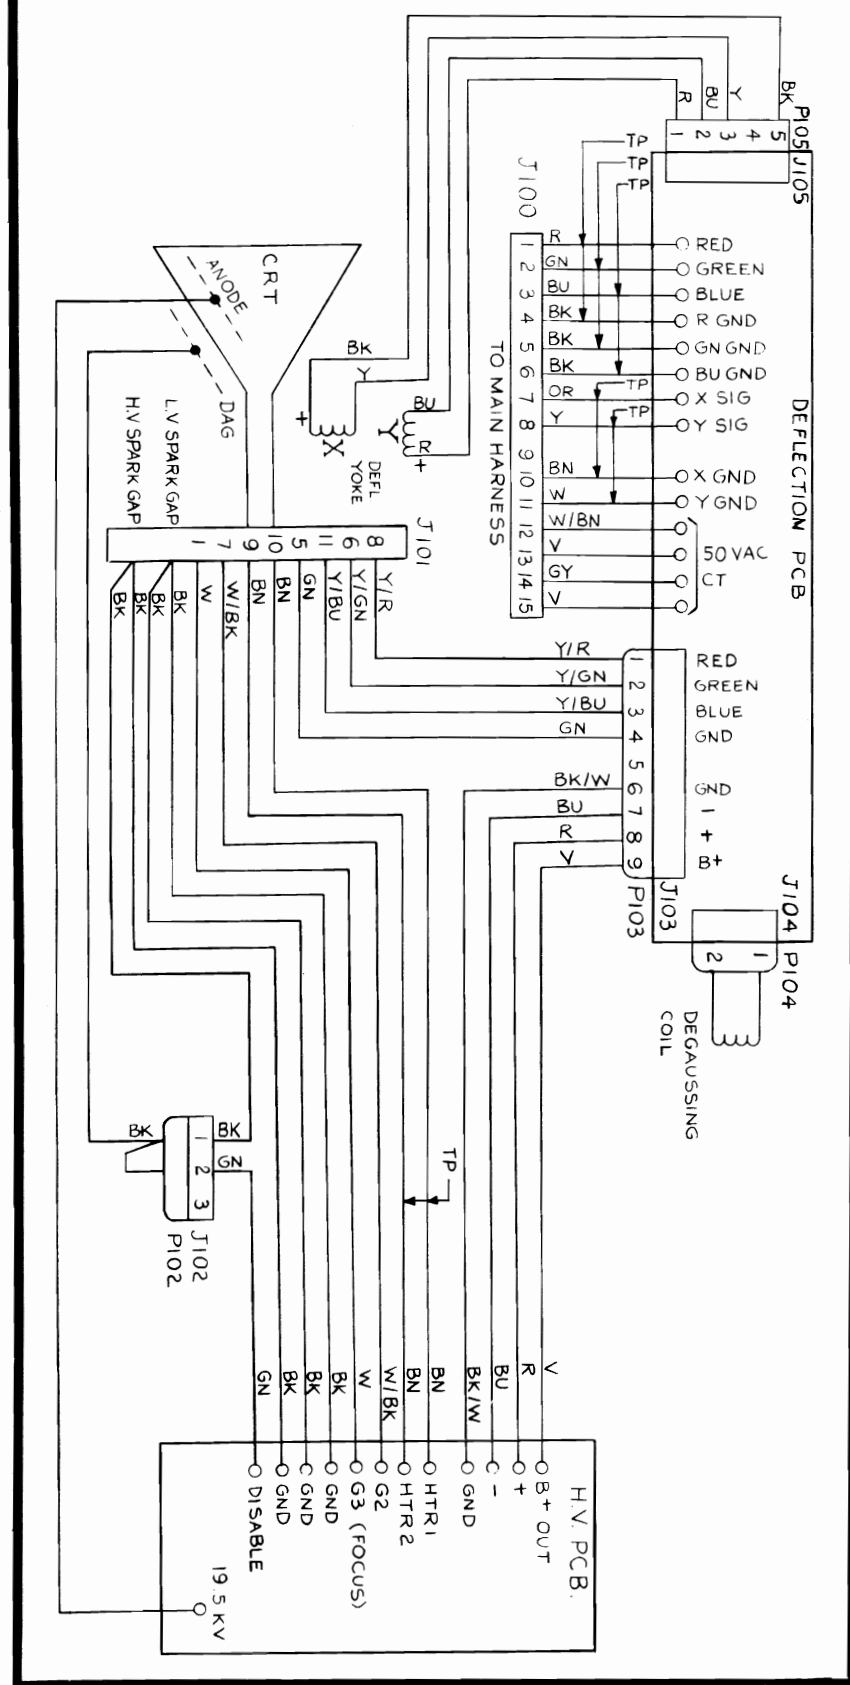 P105 J105
BK
Y
BU
R
5
4
3
2
1
TP
TP
TP
J100
TO MAIN HARNESS
1 R RED
2 GN GREEN
3 BU BLUE
4 BK R GND
5 BK GN GND
6 BK BU GND
7 OR TP X SIG
8 Y TP Y SIG
9
10 BN X GND
11 W Y GND
12 W/BN
13 V 50 VAC
14 GY CT
15 V
DEFLECTION PCB
CRT
ANODE
DAG
BK
Y
+
X
BU
R
+
Y
DEFL
YOKE
H.V SPARK GAP
L.V SPARK GAP
1
7
9
10
5
11
6
8
J101
BK
BK
BK
BK
W
W/BK
BN
BN
GN
Y/BU
Y/GN
Y/R
Y/R 1 RED
Y/GN 2 GREEN
Y/BU 3 BLUE
GN 4 GND
5
BK/W 6 GND
BU 7 -
R 8 +
V 9 B+
P103
J103
J104 P104
1
2
DEGAUSSING
COIL
BK 1 BK
2 GN
3
J102
P102
TP
V
R
BU
BK/W
BN
BN
W/BK
W
BK
BK
BK
GN
H.V. PCB.
B+ OUT
+
-
GND
HTR1
HTR2
G2
G3 (FOCUS)
GND
GND
GND
DISABLE
19.5 KV